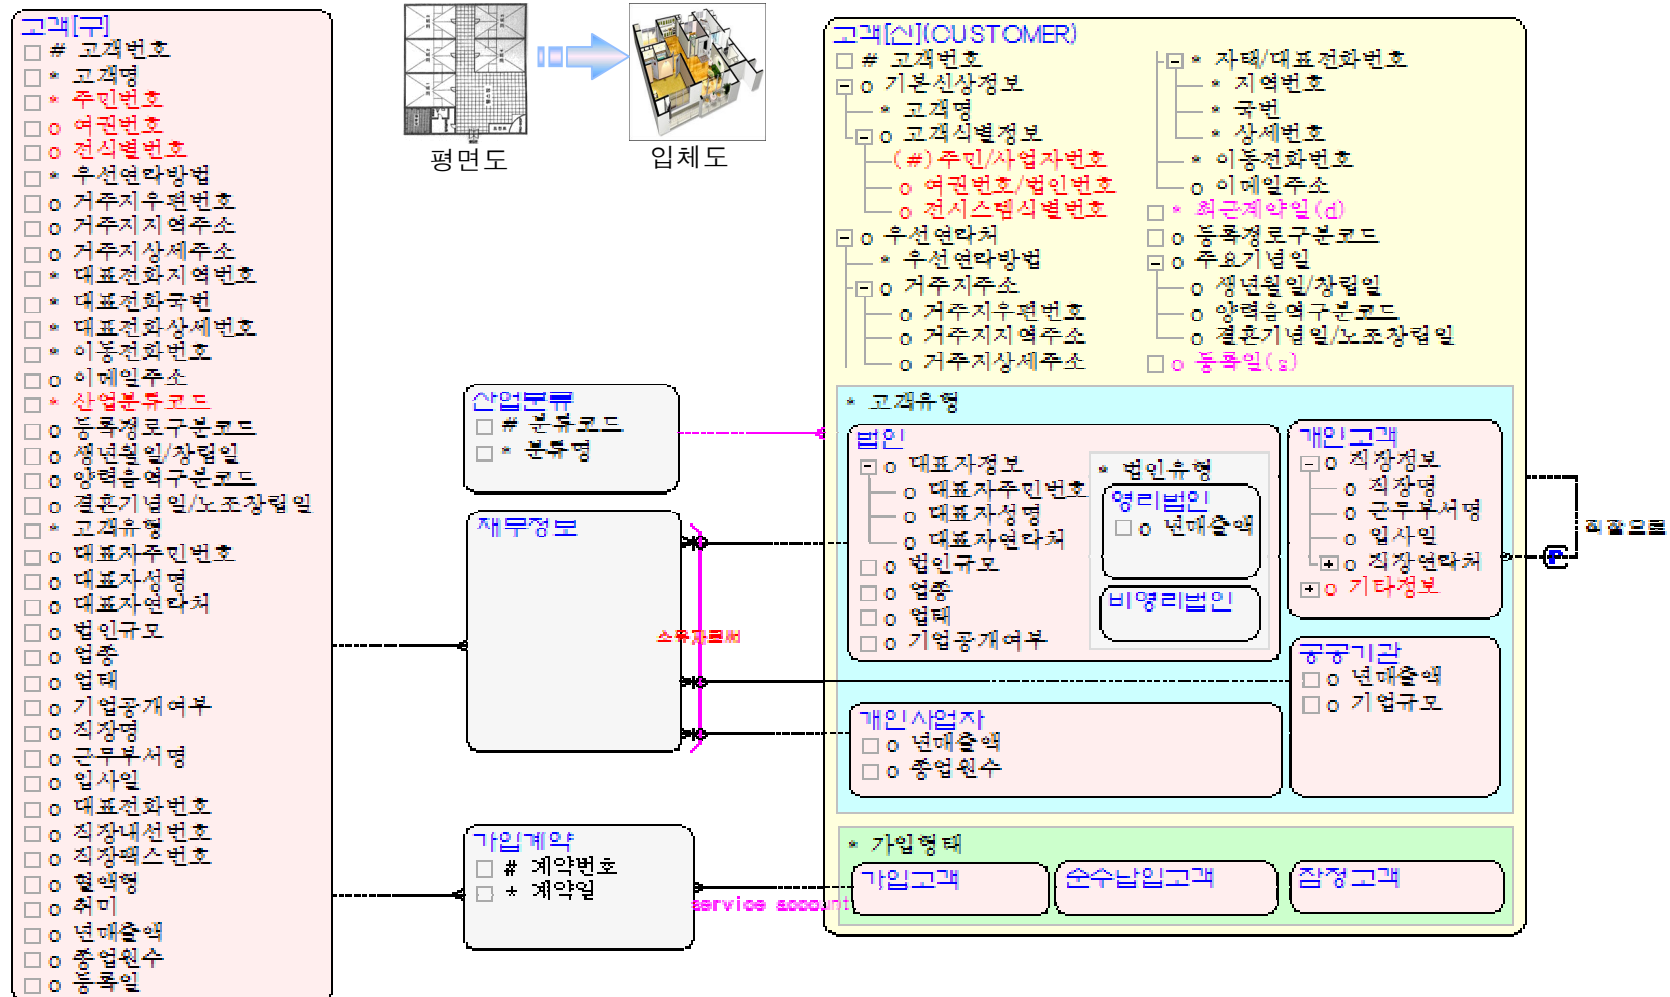 고객[구]
# 고객번호
* 고객명
* 주민번호
o 여권번호
o 전식별번호
* 우선연락방법
o 거주지우편번호
o 거주지지역주소
o 거주지상세주소
* 대표전화지역번호
* 대표전화국번
* 대표전화상세번호
* 이동전화번호
o 이메일주소
* 산업분류코드
o 등록경로구분코드
o 생년월일/창립일
o 양력음력구분코드
o 결혼기념일/노조창립일
* 고객유형
o 대표자주민번호
o 대표자성명
o 대표자연락처
o 법인규모
o 업종
o 업태
o 기업공개여부
o 직장명
o 근무부서명
o 입사일
o 대표전화번호
o 직장내선번호
o 직장팩스번호
o 혈액형
o 취미
o 년매출액
o 종업원수
o 등록일
평면도
입체도
산업분류
# 분류코드
* 분류명
재무정보
소유자로써
가입계약
# 계약번호
* 계약일
service account
고객[신](CUSTOMER)
# 고객번호
o 기본신상정보
* 고객명
o 고객식별정보
(#)주민/사업자번호
o 여권번호/법인번호
o 전시스템식별번호
o 우선연락처
* 우선연락방법
o 거주지주소
o 거주지우편번호
o 거주지지역주소
o 거주지상세주소
* 자택/대표전화번호
* 지역번호
* 국번
* 상세번호
* 이동전화번호
o 이메일주소
* 최근계약일(d)
o 등록경로구분코드
o 주요기념일
o 생년월일/창립일
o 양력음력구분코드
o 결혼기념일/노조창립일
o 등록일(s)
* 고객유형
법인
o 대표자정보
o 대표자주민번호
o 대표자성명
o 대표자연락처
o 법인규모
o 업종
o 업태
o 기업공개여부
* 법인유형
영리법인
o 년매출액
비영리법인
개인고객
o 직장정보
o 직장명
o 근무부서명
o 입사일
o 직장연락처
o 기타정보
P
직장으로
공공기관
o 년매출액
o 기업규모
개인사업자
o 년매출액
o 종업원수
* 가입형태
가입고객
순수납입고객
잠정고객